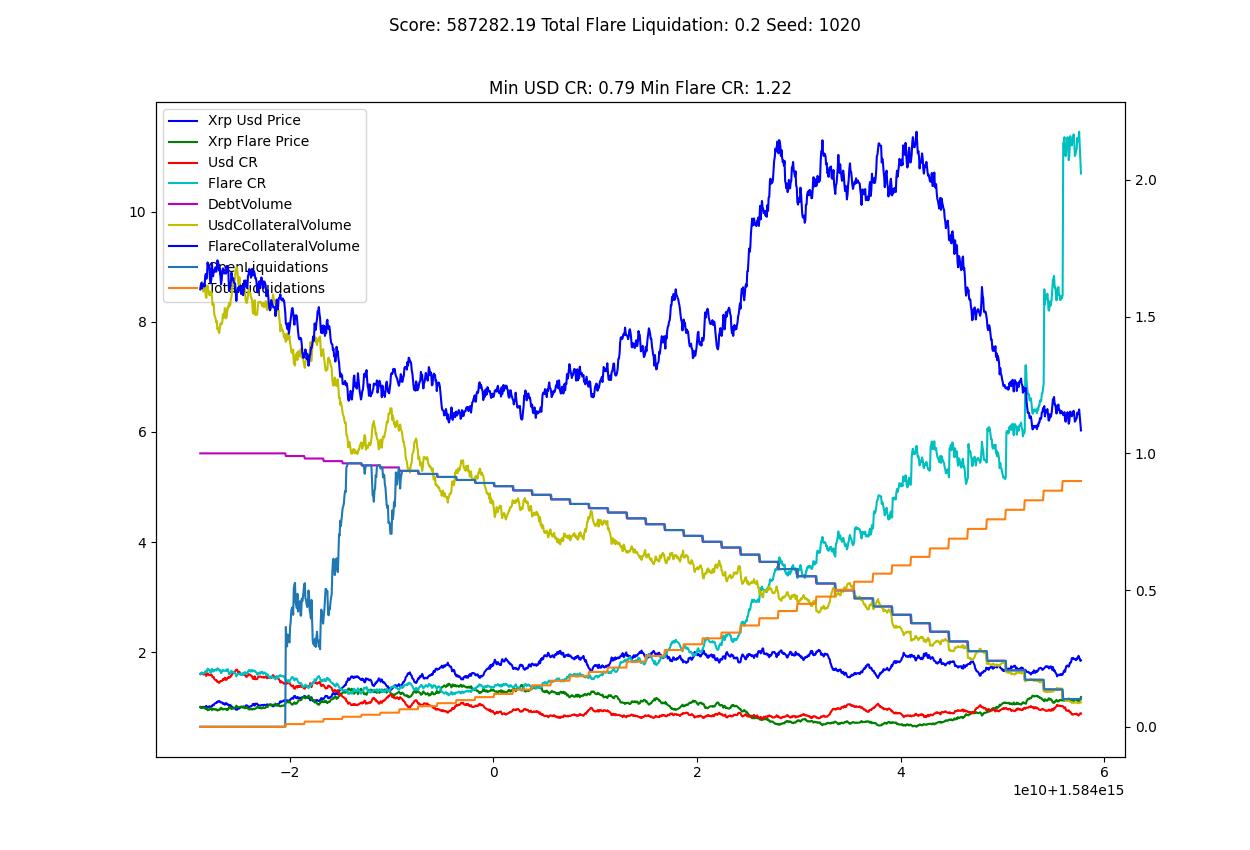 Score: 587282.19 Total Flare Liquidation: 0.2 Seed: 1020
Min USD CR: 0.79 Min Flare CR: 1.22
Xrp Usd Price
Xrp Flare Price
Usd CR
Flare CR
DebtVolume
UsdCollateralVolume
FlareCollateralVolume
OpenLiquidations
TotalLiquidations
10
8
6
4
2
2.0
1.5
1.0
0.5
0.0
−2 0 2 4 6
1e10+1.584e15